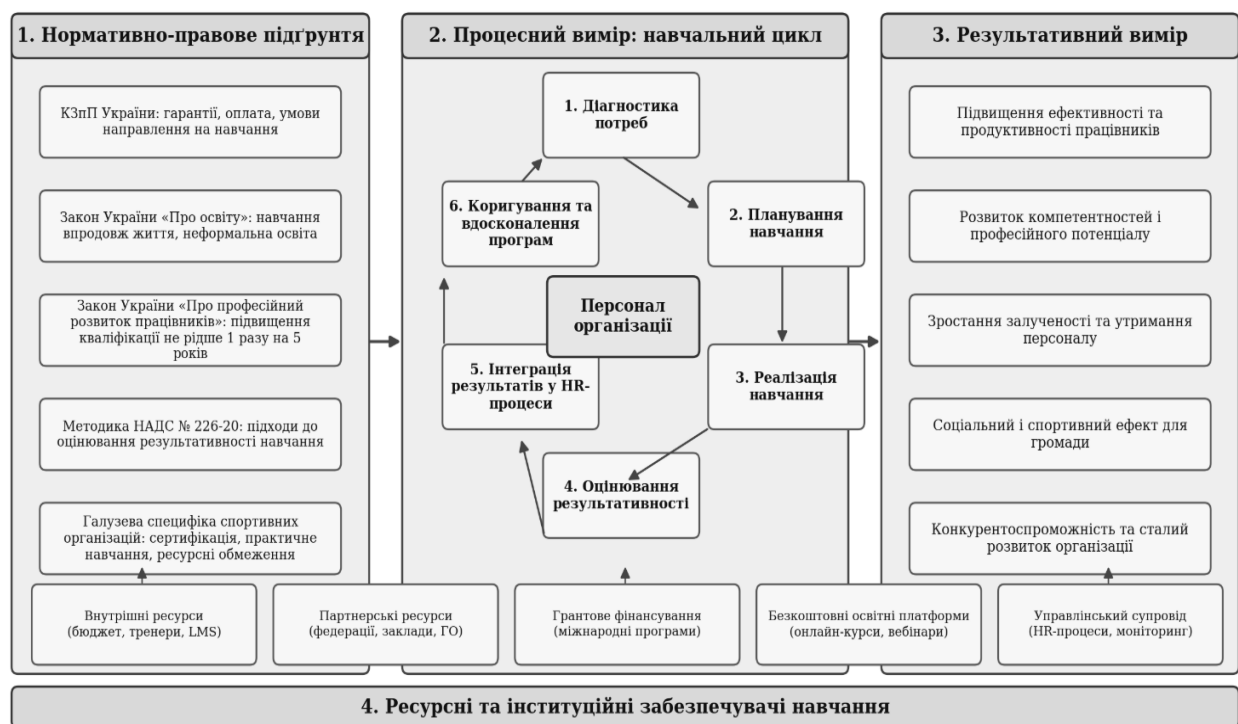 1. Нормативно-правове підґрунтя
КЗпП України: гарантії, оплата, умови
направлення на навчання
Закон України «Про освіту»: навчання
впродовж життя, неформальна освіта
Закон України «Про професійний
розвиток працівників»: підвищення
кваліфікації не рідше 1 разу на 5
років
Методика НАДС № 226-20: підходи до
оцінювання результативності навчання
Галузева специфіка спортивних
організацій: сертифікація, практичне
навчання, ресурсні обмеження
2. Процесний вимір: навчальний цикл
1. Діагностика
потреб
2. Планування
навчання
3. Реалізація
навчання
4. Оцінювання
результативності
5. Інтеграція
результатів у HR-
процеси
6. Коригування та
вдосконалення
програм
Персонал
організації
3. Результативний вимір
Підвищення ефективності та
продуктивності працівників
Розвиток компетентностей і
професійного потенціалу
Зростання залученості та утримання
персоналу
Соціальний і спортивний ефект для
громади
Конкурентоспроможність та сталий
розвиток організації
Внутрішні ресурси
(бюджет, тренери, LMS)
Партнерські ресурси
(федерації, заклади, ГО)
Грантове фінансування
(міжнародні програми)
Безкоштовні освітні платформи
(онлайн-курси, вебінари)
Управлінський супровід
(HR-процеси, моніторинг)
4. Ресурсні та інституційні забезпечувачі навчання